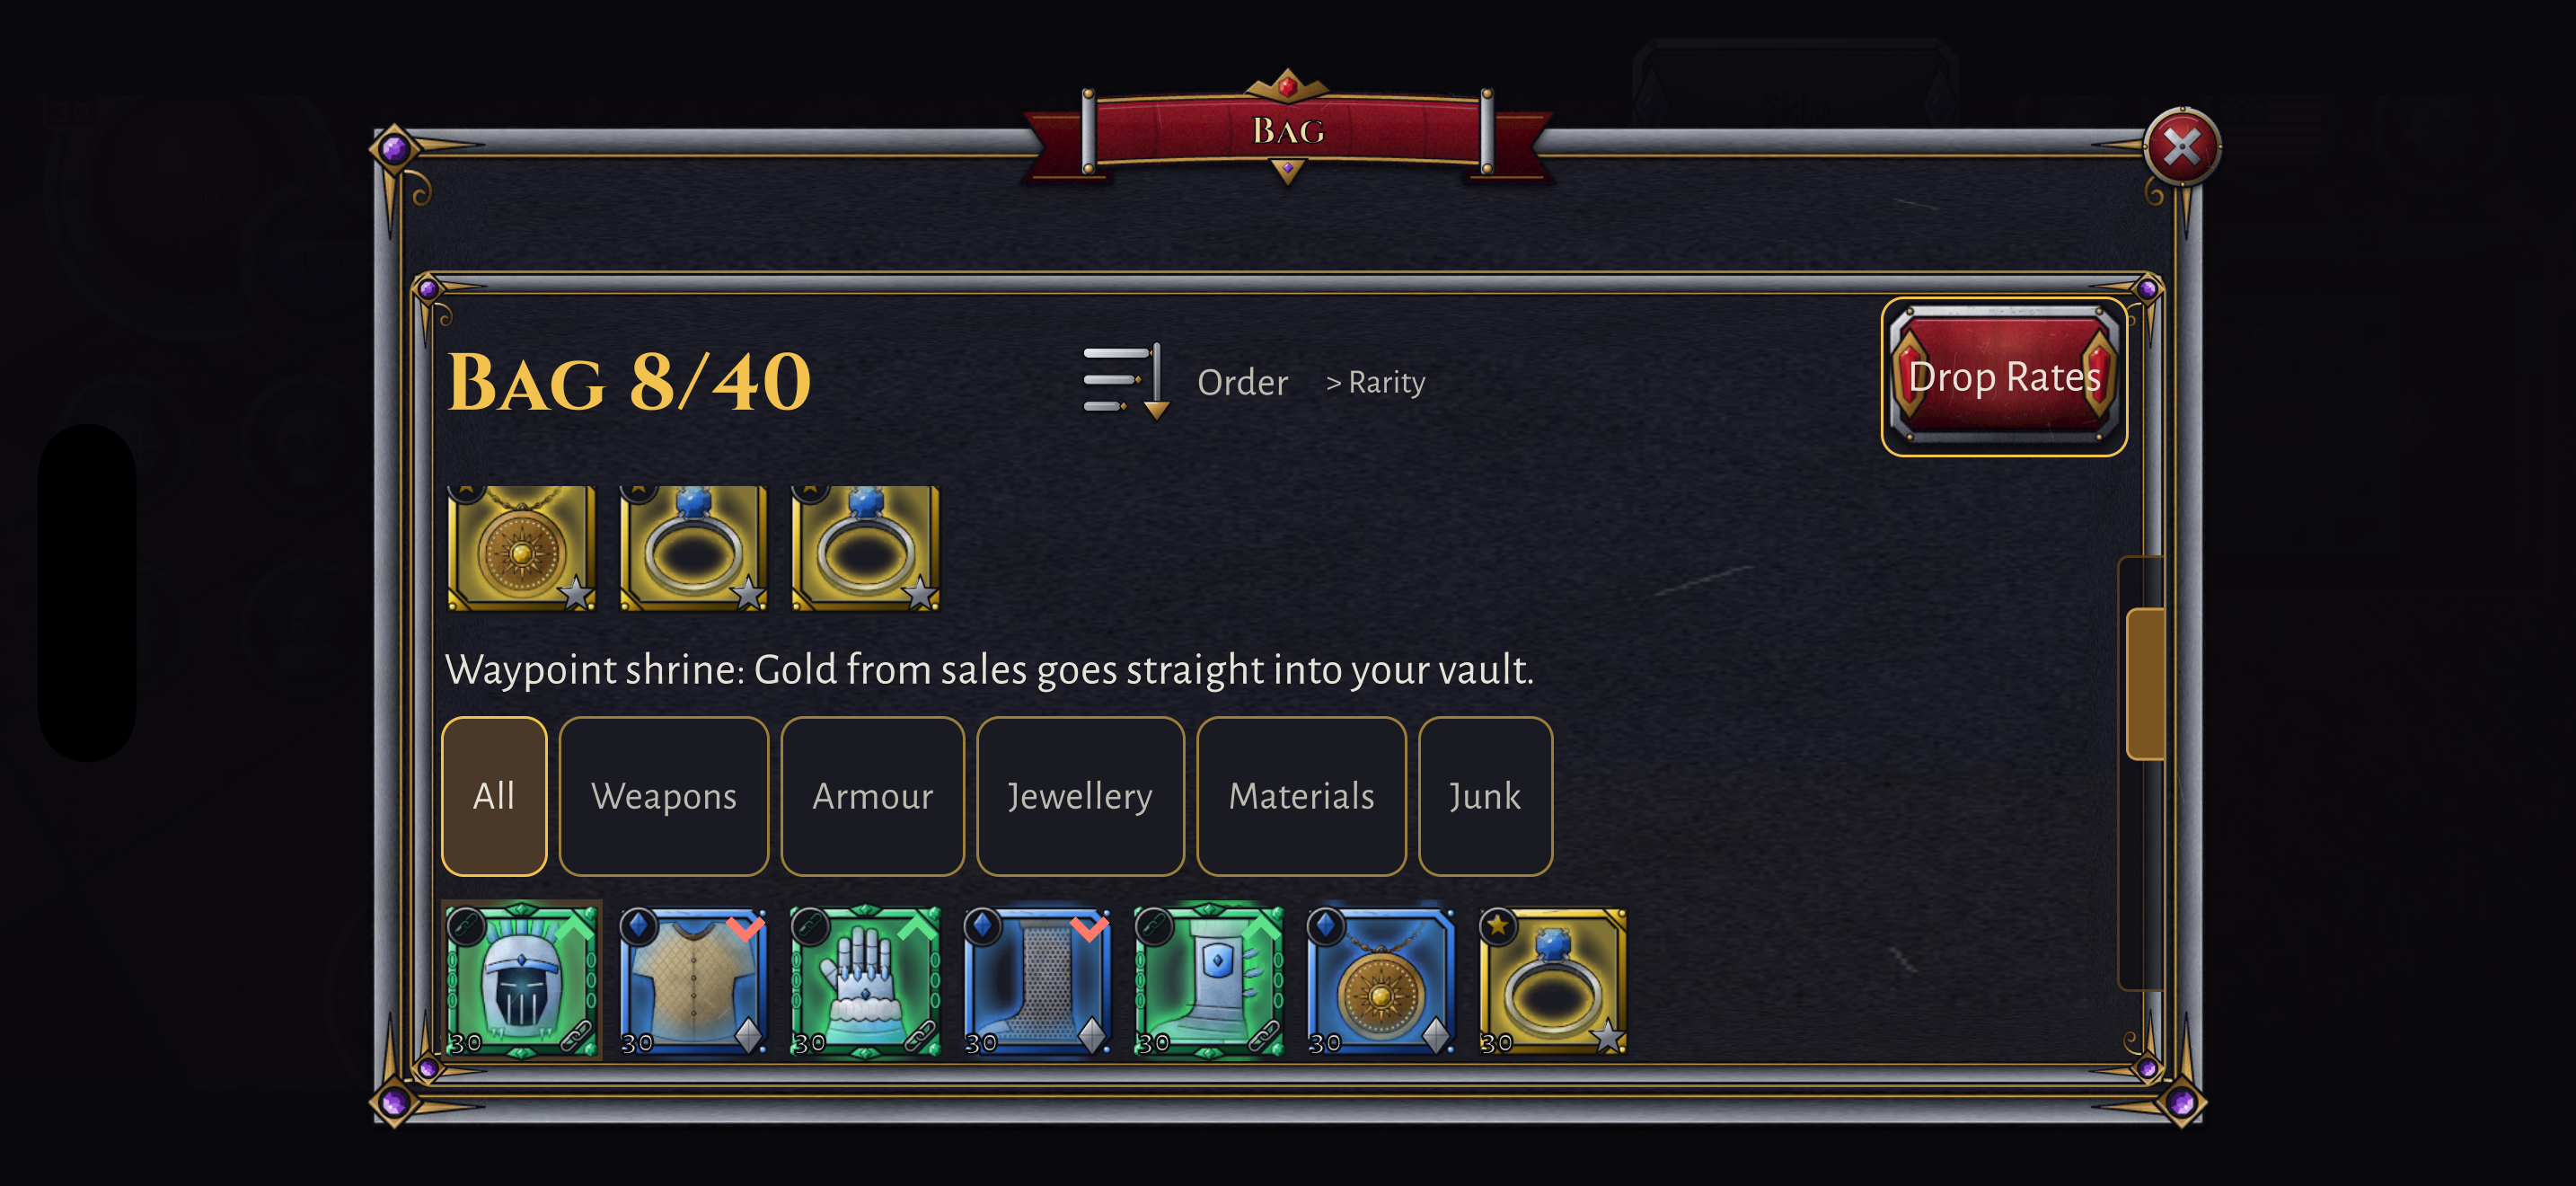 Bag
Bag 8/40
Order > Rarity
Drop Rates
Waypoint shrine: Gold from sales goes straight into your vault.
All Weapons Armour Jewellery Materials Junk
30 30 30 30 30 30 30